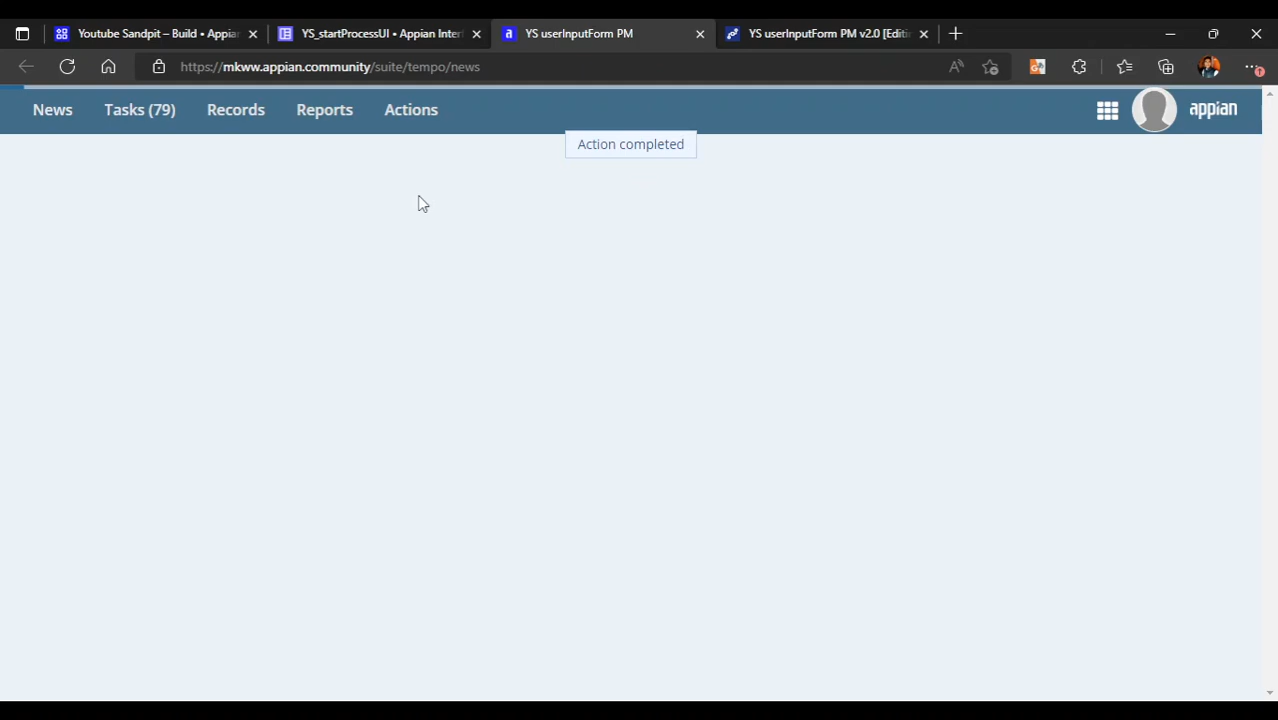 Youtube Sandpit – Build • Appian
YS_startProcessUI • Appian Inter
YS userInputForm PM
YS userInputForm PM v2.0 [Editi
https://mkww.appian.community/suite/tempo/news
News
Tasks (79)
Records
Reports
Actions
appian
Action completed